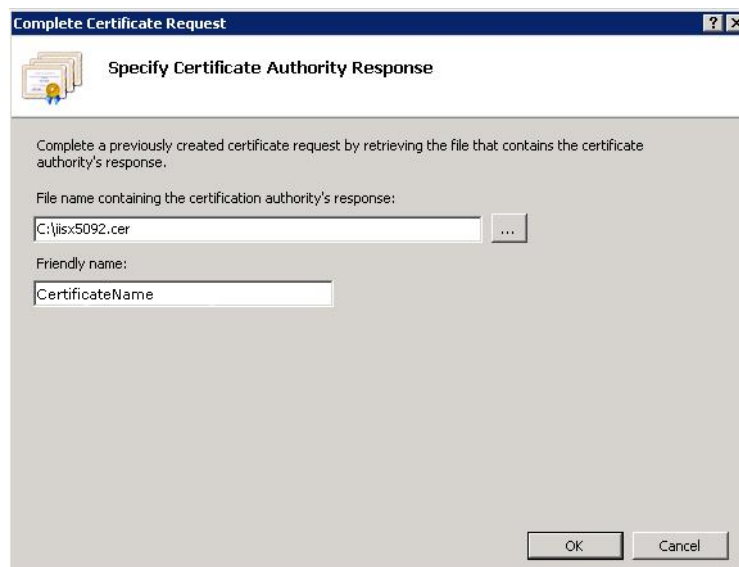 Complete Certificate Request
Specify Certificate Authority Response
Complete a previously created certificate request by retrieving the file that contains the certificate
authority's response.
File name containing the certification authority's response:
C:\iisx5092.cer
...
Friendly name:
CertificateName
OK Cancel